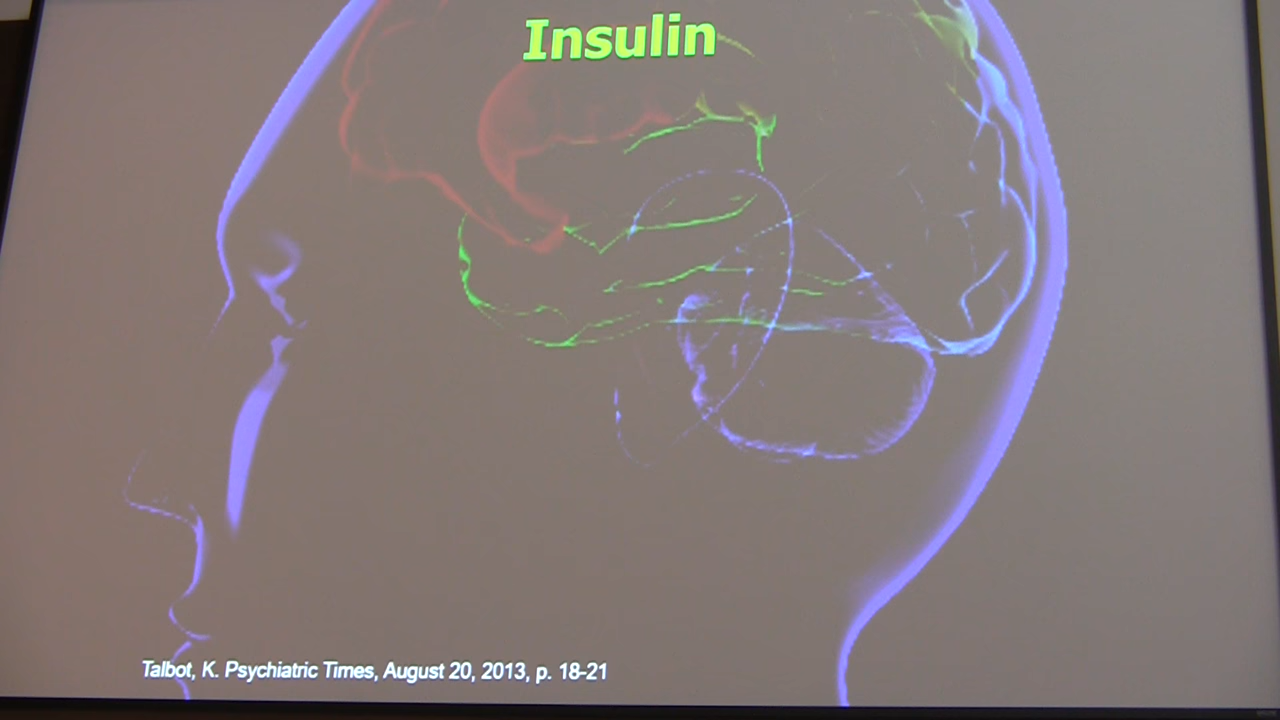 Insulin
Talbot, K. Psychiatric Times, August 20, 2013, p. 18-21